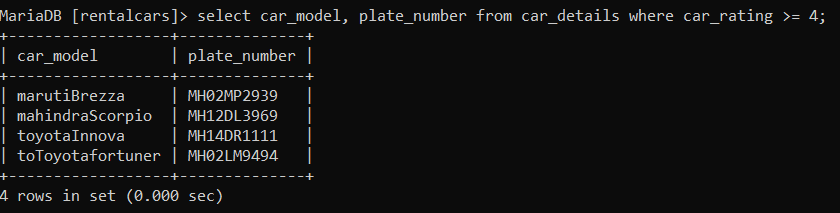 MariaDB [rentalcars]> select car_model, plate_number from car_details where car_rating >= 4;
+-----------------+--------------+
| car_model       | plate_number |
+-----------------+--------------+
| marutiBrezza    | MH02MP2939   |
| mahindraScorpio | MH12DL3969   |
| toyotaInnova    | MH14DR1111   |
| toToyotafortuner | MH02LM9494   |
+-----------------+--------------+
4 rows in set (0.000 sec)